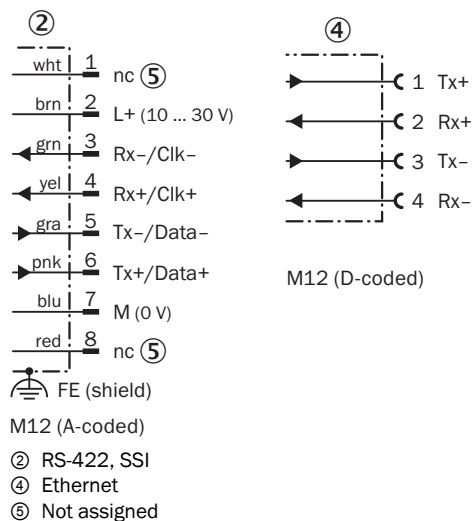 ②
wht 1 nc ⑤
brn 2 L+ (10 ... 30 V)
grn 3 Rx–/Clk–
yel 4 Rx+/Clk+
gra 5 Tx–/Data–
pnk 6 Tx+/Data+
blu 7 M (0 V)
red 8 nc ⑤
FE (shield)
M12 (A-coded)
④
1 Tx+
2 Rx+
3 Tx–
4 Rx–
M12 (D-coded)
② RS-422, SSI
④ Ethernet
⑤ Not assigned